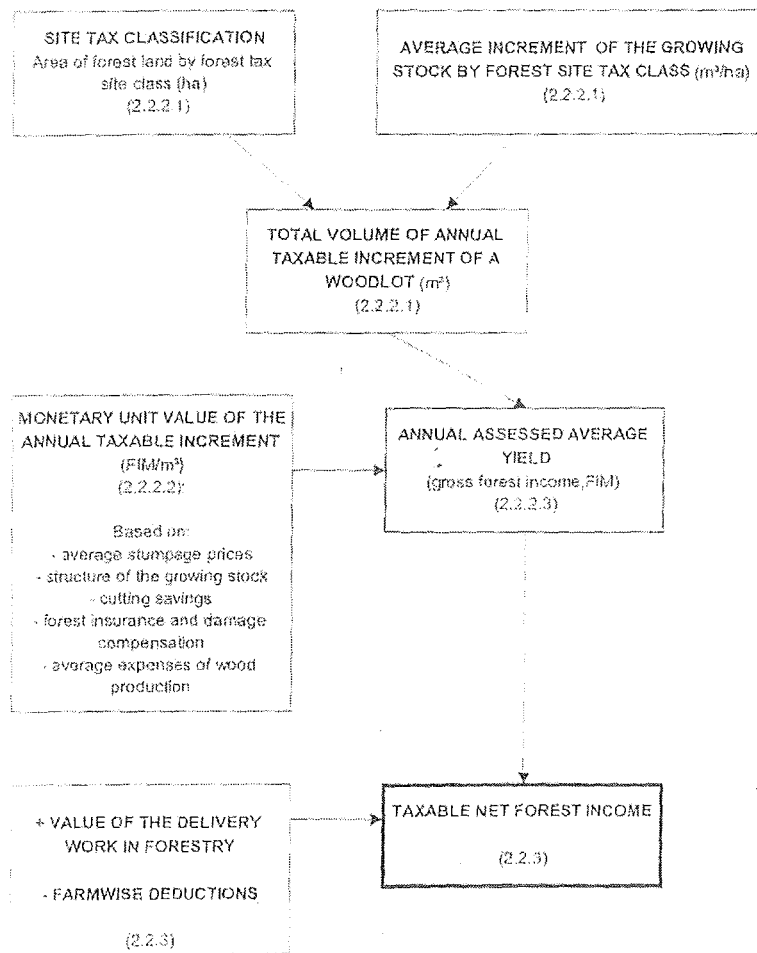 SITE TAX CLASSIFICATION
Area of forest land by forest tax
site class (ha)
(2.2.2.1)
AVERAGE INCREMENT OF THE GROWING
STOCK BY FOREST SITE TAX CLASS (m³/ha)
(2.2.2.1)
TOTAL VOLUME OF ANNUAL
TAXABLE INCREMENT OF A
WOODLOT (m³)
(2.2.2.1)
MONETARY UNIT VALUE OF THE
ANNUAL TAXABLE INCREMENT
(FIM/m³)
(2.2.2.2):
Based on:
- average stumpage prices
- structure of the growing stock
- cutting savings
- forest insurance and damage
compensation
- average expenses of wood
production
ANNUAL ASSESSED AVERAGE
YIELD
(gross forest income,FIM)
(2.2.2.3)
+ VALUE OF THE DELIVERY
WORK IN FORESTRY
- FARMWISE DEDUCTIONS
(2.2.3)
TAXABLE NET FOREST INCOME
(2.2.3)